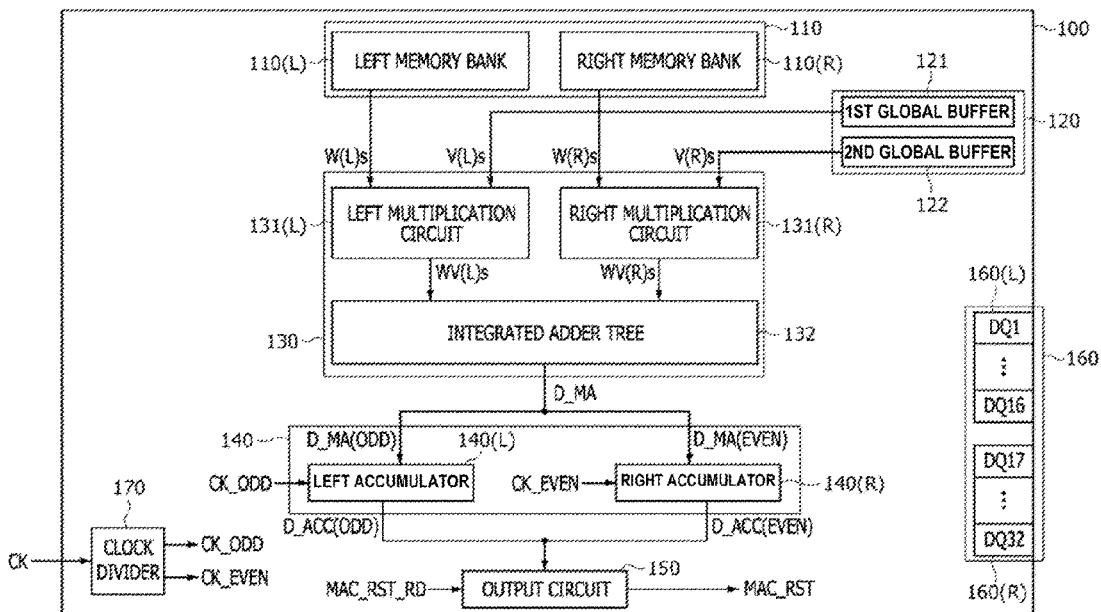 110
100
110(L)
LEFT MEMORY BANK
RIGHT MEMORY BANK
110(R)
121
1ST GLOBAL BUFFER
120
2ND GLOBAL BUFFER
122
W(L)s
V(L)s
W(R)s
V(R)s
131(L)
LEFT MULTIPLICATION
CIRCUIT
RIGHT MULTIPLICATION
CIRCUIT
131(R)
WV(L)s
WV(R)s
130
INTEGRATED ADDER TREE
132
160(L)
DQ1
DQ16
160
DQ17
DQ32
160(R)
D_MA
140
D_MA(ODD)
140(L)
D_MA(EVEN)
CK_ODD
LEFT ACCUMULATOR
CK_EVEN
RIGHT ACCUMULATOR
140(R)
D_ACC(ODD)
D_ACC(EVEN)
170
CK
CLOCK
DIVIDER
CK_ODD
CK_EVEN
150
MAC_RST_RD
OUTPUT CIRCUIT
MAC_RST